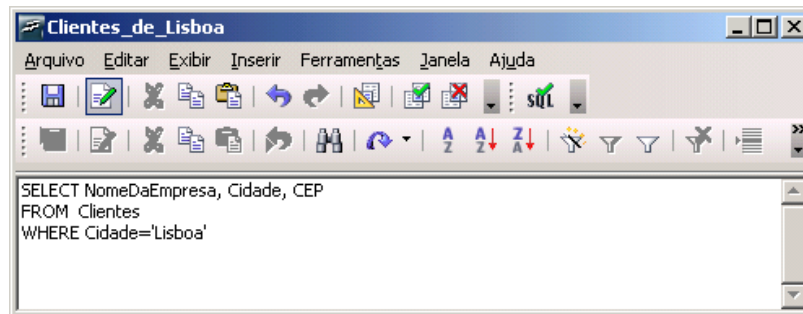 Clientes_de_Lisboa
Arquivo Editar Exibir Inserir Ferramentas Janela Ajuda
SQL
A Z A Z Z A
SELECT NomeDaEmpresa, Cidade, CEP
FROM Clientes
WHERE Cidade='Lisboa'